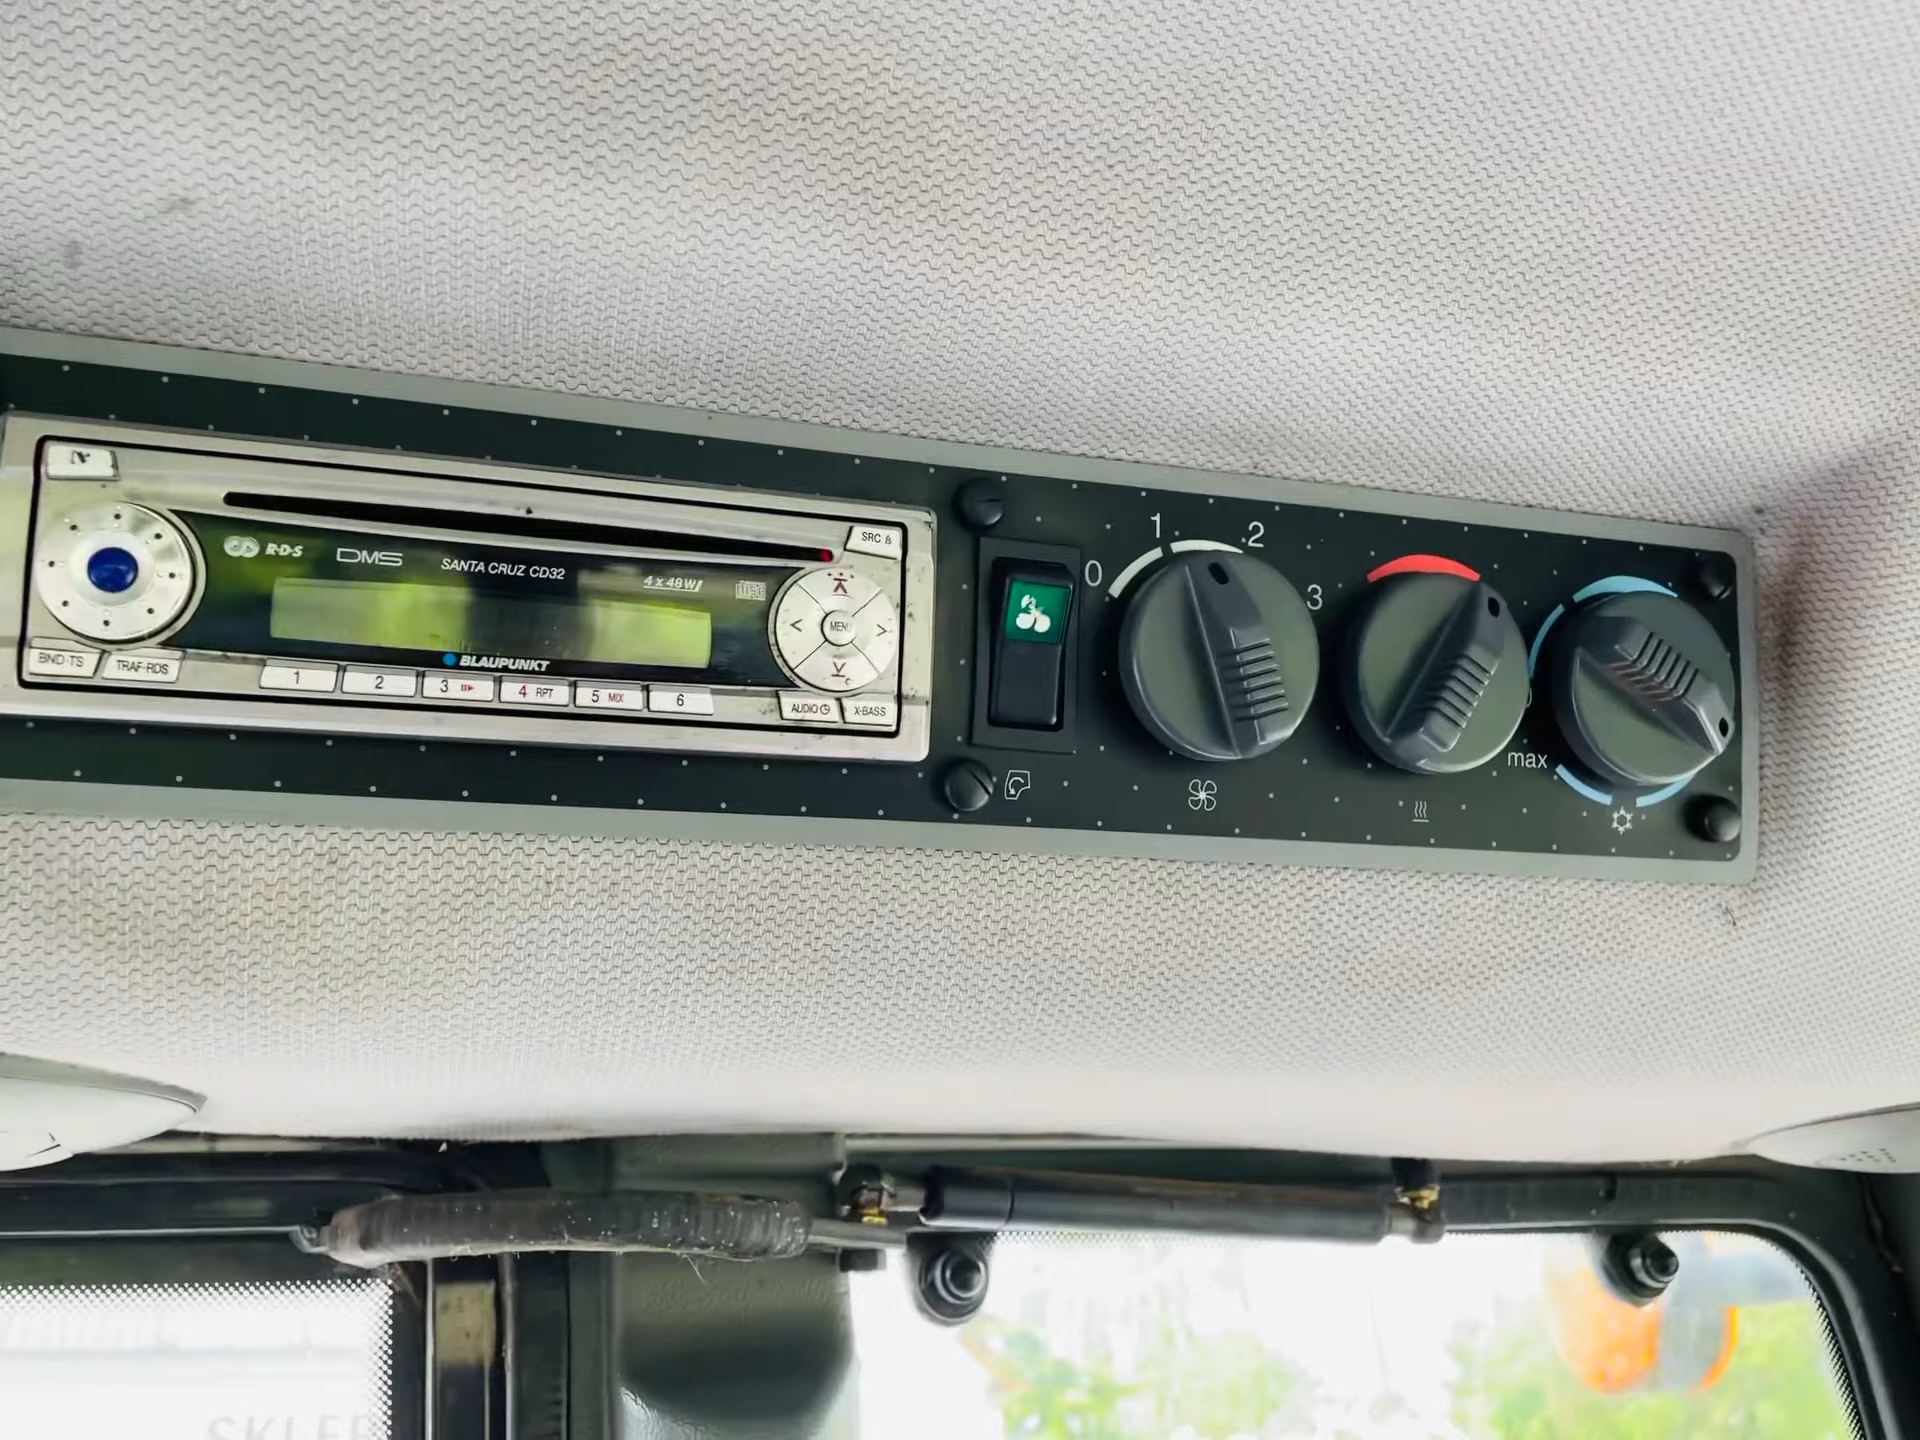 SRC
R·D·S
DMS
SANTA CRUZ CD32
4 x 48W
DISC
MENU
BLAUPUNKT
BND·TS
TRAF·RDS
1
2
3
4 RPT
5 MIX
6
AUDIO
X-BASS
0
1
2
3
max